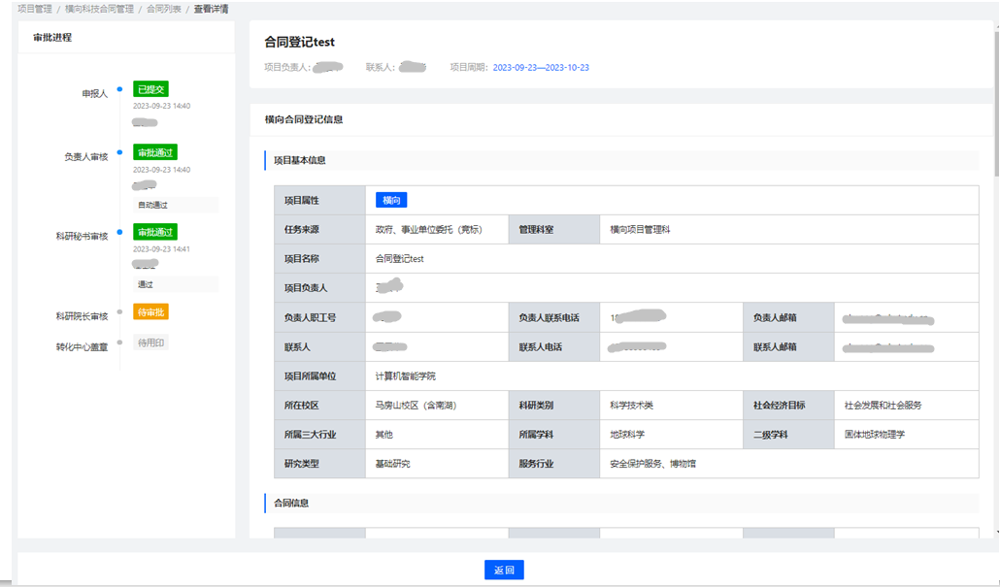 项目管理 / 横向科技合同管理 / 合同列表 / 查看详情
审批进程
申报人 已提交
2023-09-23 14:40
负责人审核 审批通过
2023-09-23 14:40
自动通过
科研秘书审核 审批通过
2023-09-23 14:41
通过
科研院长审核 待审批
转化中心盖章 待用印
合同登记test
项目负责人: 联系人: 项目周期: 2023-09-23—2023-10-23
横向合同登记信息
项目基本信息
项目属性 横向
任务来源 政府、事业单位委托（竞标） 管理科室 横向项目管理科
项目名称 合同登记test
项目负责人
负责人职工号 负责人联系电话 负责人邮箱
联系人 联系人电话 联系人邮箱
项目所属单位 计算机智能学院
所在校区 马房山校区（含南湖） 科研类别 科学技术类 社会经济目标 社会发展和社会服务
所属三大行业 其他 所属学科 地球科学 二级学科 固体地球物理学
研究类型 基础研究 服务行业 安全保护服务、博物馆
合同信息
返回